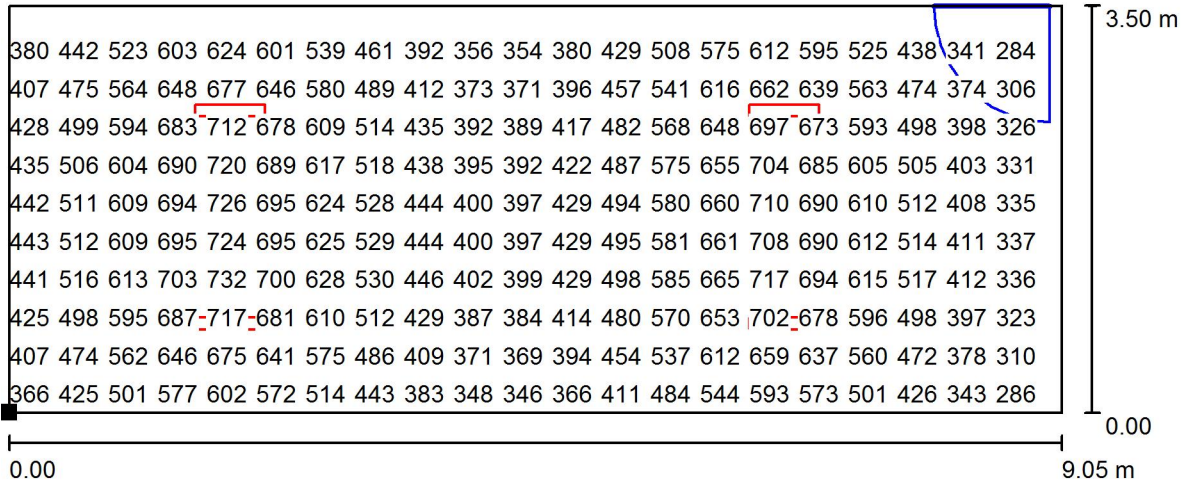 3.50 m
380 442 523 603 624 601 539 461 392 356 354 380 429 508 575 612 595 525 438 341 284
407 475 564 648 677 646 580 489 412 373 371 396 457 541 616 662 639 563 474 374 306
428 499 594 683 712 678 609 514 435 392 389 417 482 568 648 697 673 593 498 398 326
435 506 604 690 720 689 617 518 438 395 392 422 487 575 655 704 685 605 505 403 331
442 511 609 694 726 695 624 528 444 400 397 429 494 580 660 710 690 610 512 408 335
443 512 609 695 724 695 625 529 444 400 397 429 495 581 661 708 690 612 514 411 337
441 516 613 703 732 700 628 530 446 402 399 429 498 585 665 717 694 615 517 412 336
425 498 595 687 717 681 610 512 429 387 384 414 480 570 653 702 678 596 498 397 323
407 474 562 646 675 641 575 486 409 371 369 394 454 537 612 659 637 560 472 378 310
366 425 501 577 602 572 514 443 383 348 346 366 411 484 544 593 573 501 426 343 286
0.00
0.00 9.05 m